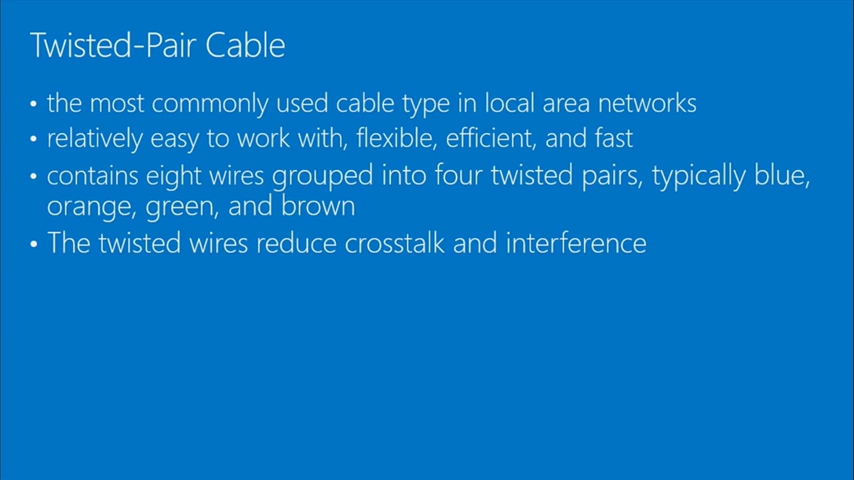 Twisted-Pair Cable
• the most commonly used cable type in local area networks
• relatively easy to work with, flexible, efficient, and fast
• contains eight wires grouped into four twisted pairs, typically blue,
orange, green, and brown
• The twisted wires reduce crosstalk and interference